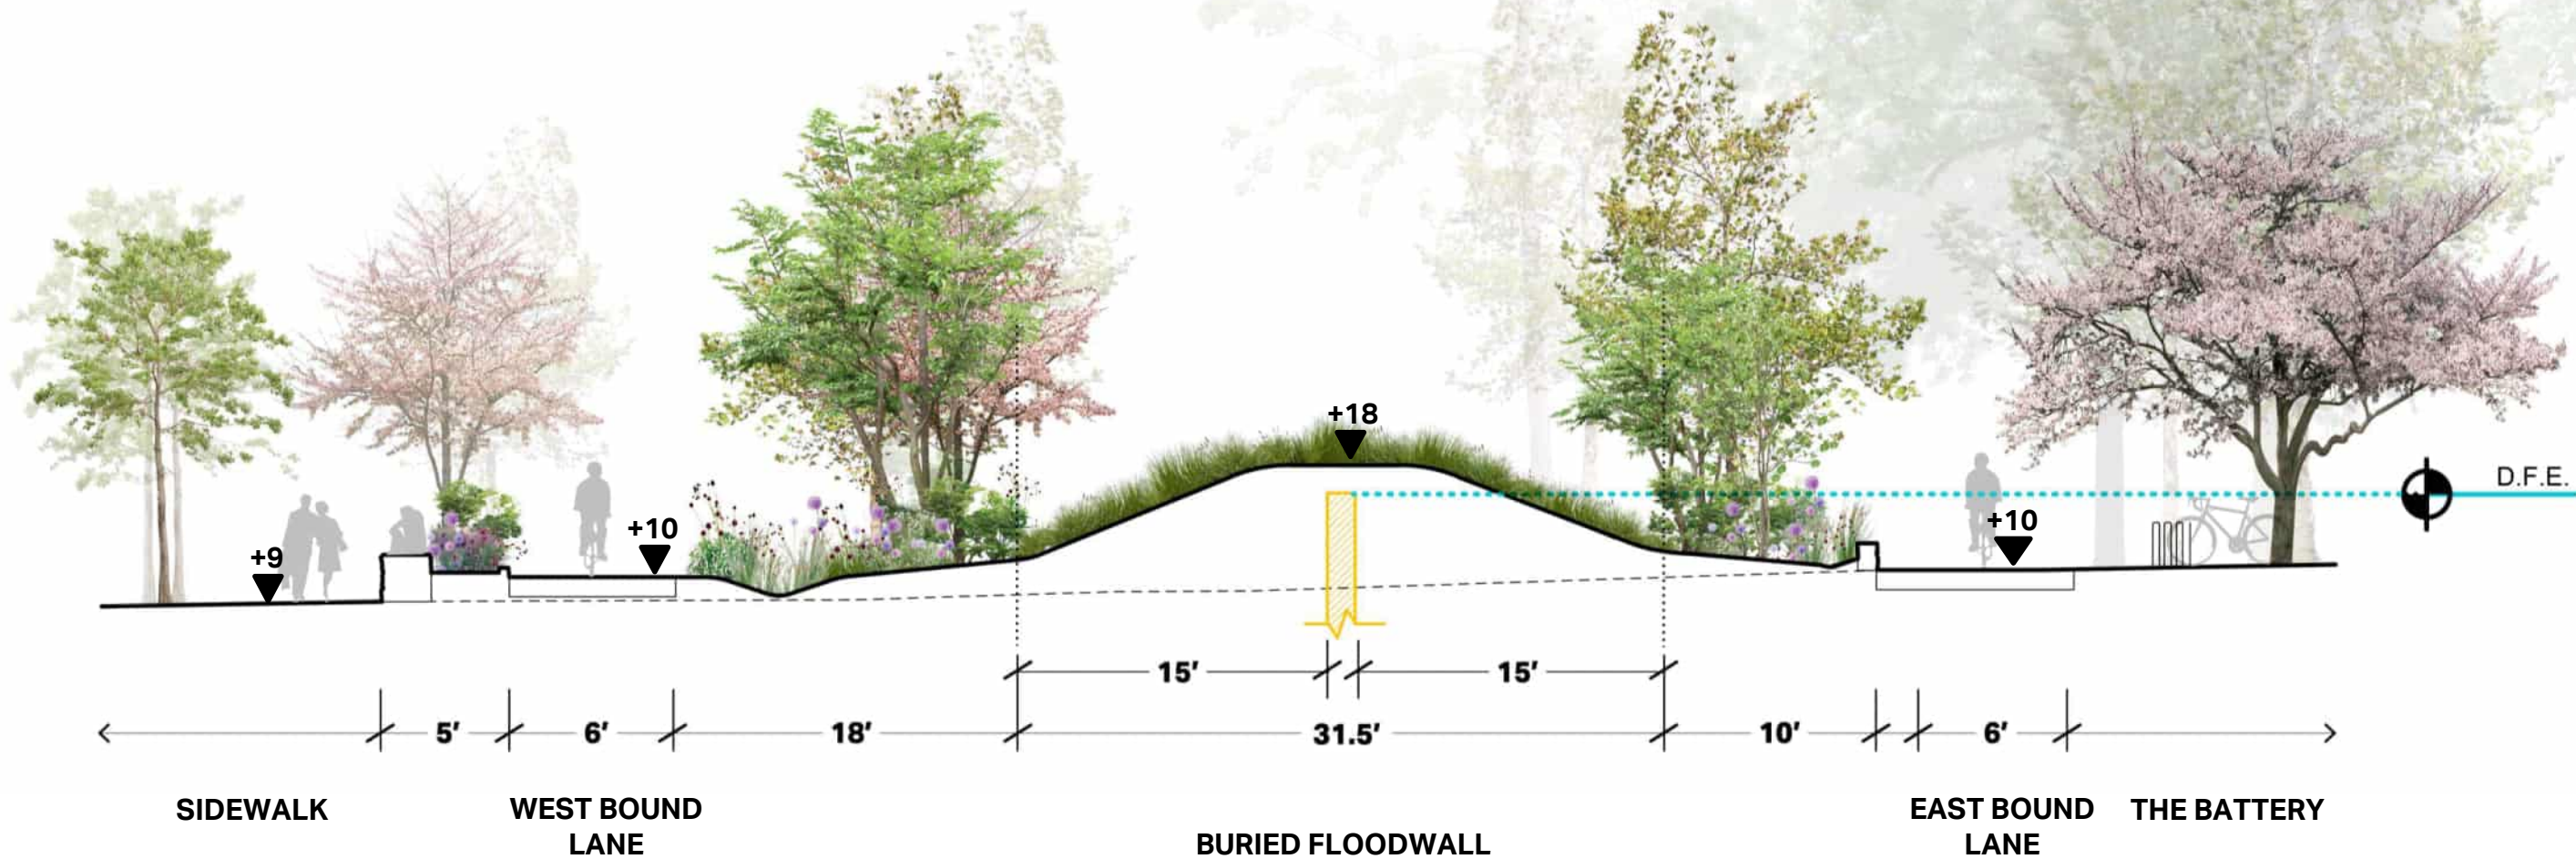 +18
D.F.E.
+9
+10
+10
15′
15′
5′
6′
18′
31.5′
10′
6′
SIDEWALK
WEST BOUND
LANE
BURIED FLOODWALL
EAST BOUND
LANE
THE BATTERY